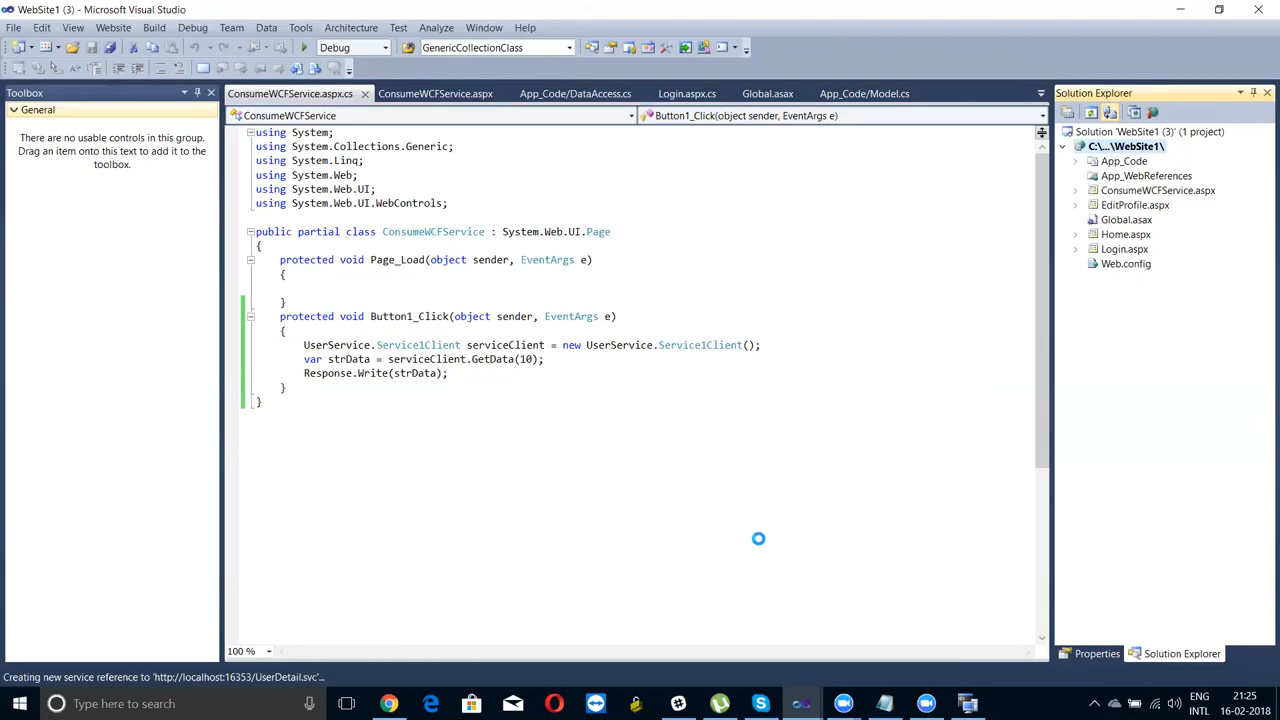 WebSite1 (3) - Microsoft Visual Studio
File Edit View Website Build Debug Team Data Tools Architecture Test Analyze Window Help
Debug GenericCollectionClass
Toolbox
General
There are no usable controls in this group. Drag an item onto this text to add it to the toolbox.
ConsumeWCFService.aspx.cs ConsumeWCFService.aspx App_Code/DataAccess.cs Login.aspx.cs Global.asax App_Code/Model.cs
ConsumeWCFService Button1_Click(object sender, EventArgs e)
using System;
using System.Collections.Generic;
using System.Linq;
using System.Web;
using System.Web.UI;
using System.Web.UI.WebControls;
public partial class ConsumeWCFService : System.Web.UI.Page
{
protected void Page_Load(object sender, EventArgs e)
{
}
protected void Button1_Click(object sender, EventArgs e)
{
UserService.Service1Client serviceClient = new UserService.Service1Client();
var strData = serviceClient.GetData(10);
Response.Write(strData);
}
}
100 %
Solution Explorer
Solution 'WebSite1 (3)' (1 project)
C:\...\WebSite1\
App_Code
App_WebReferences
ConsumeWCFService.aspx
EditProfile.aspx
Global.asax
Home.aspx
Login.aspx
Web.config
Properties Solution Explorer
Creating new service reference to 'http://localhost:16353/UserDetail.svc'...
Type here to search
ENG
INTL
21:25
16-02-2018